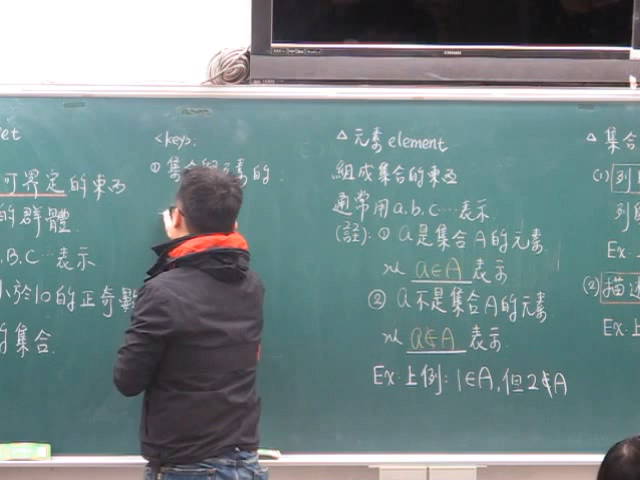 et
可界定的東西
的群體.
B.C…表示
小於10的正奇數
的集合.
<key>:
① 集合與元素的
△ 元素 element
組成集合的東西
通常用a.b.c…表示
(註): ① a是集合A的元素
以 a∈A 表示
② a不是集合A的元素
以 a∉A 表示.
Ex: 上例: 1∈A, 但2∉A
△ 集合
(1) 列
列
Ex:
(2) 描述
Ex: 上